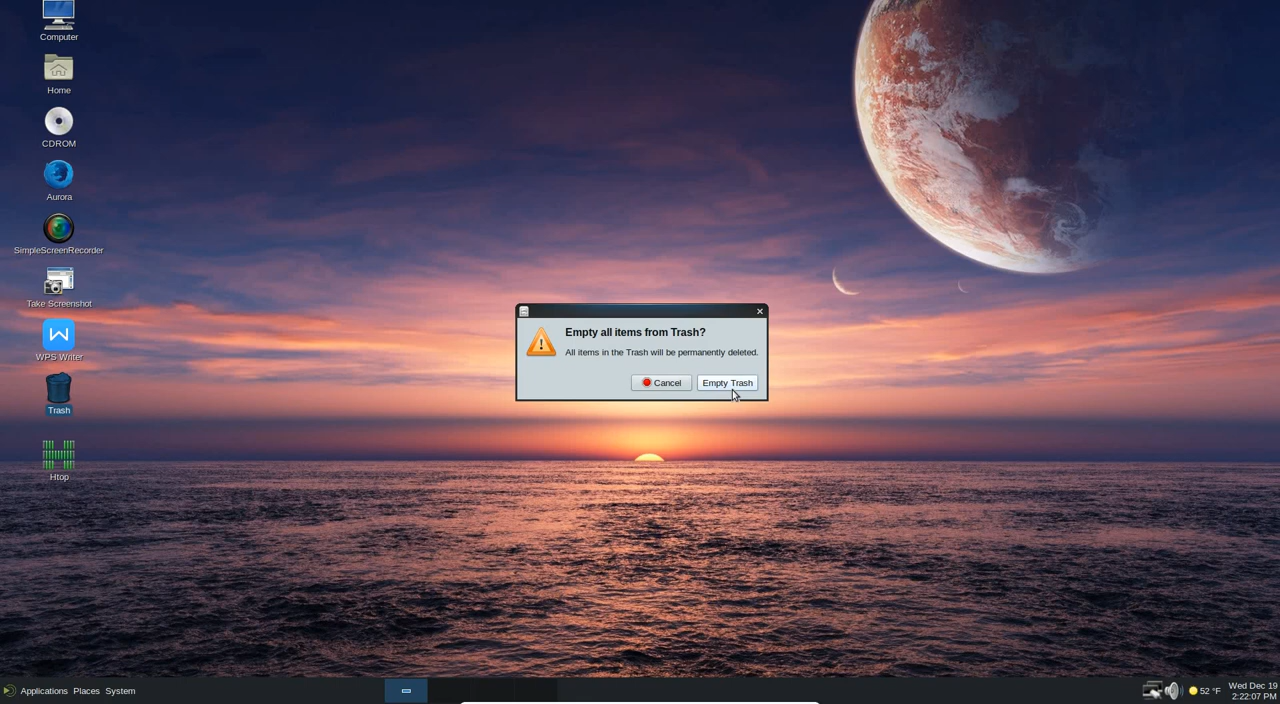 Computer
Home
CDROM
Aurora
SimpleScreenRecorder
Take Screenshot
WPS Writer
Trash
Htop
Empty all items from Trash?
All items in the Trash will be permanently deleted.
Cancel
Empty Trash
Applications Places System
52 °F
Wed Dec 19
2:22:07 PM